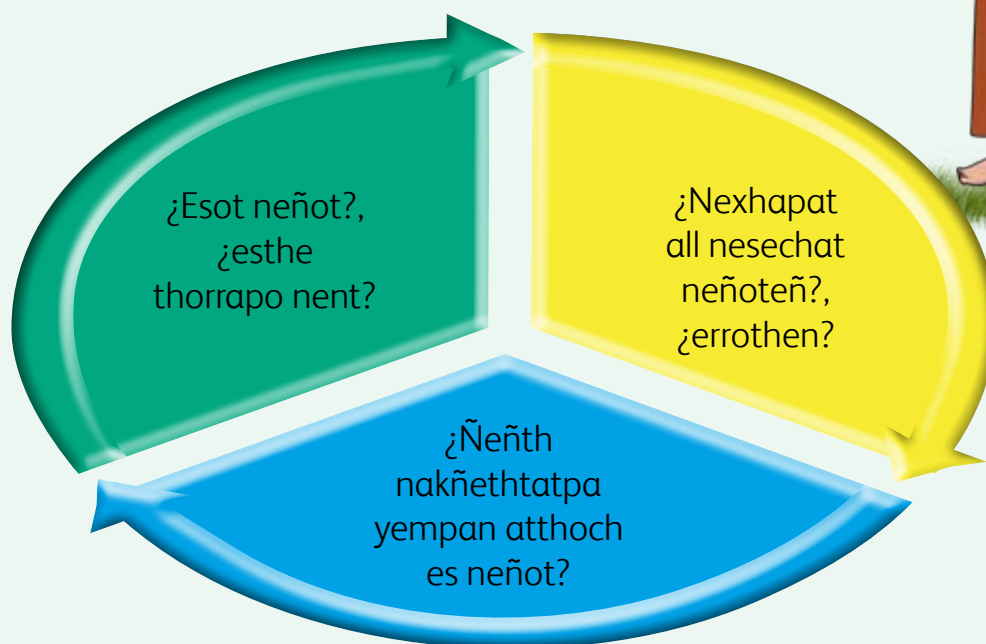 ¿Esot neñot?,
¿esthe
thorrapo nent?
¿Nexhapat
all nesechat
neñoteñ?,
¿errothen?
¿Ñeñth
nakñethtatpa
yempan atthoch
es neñot?